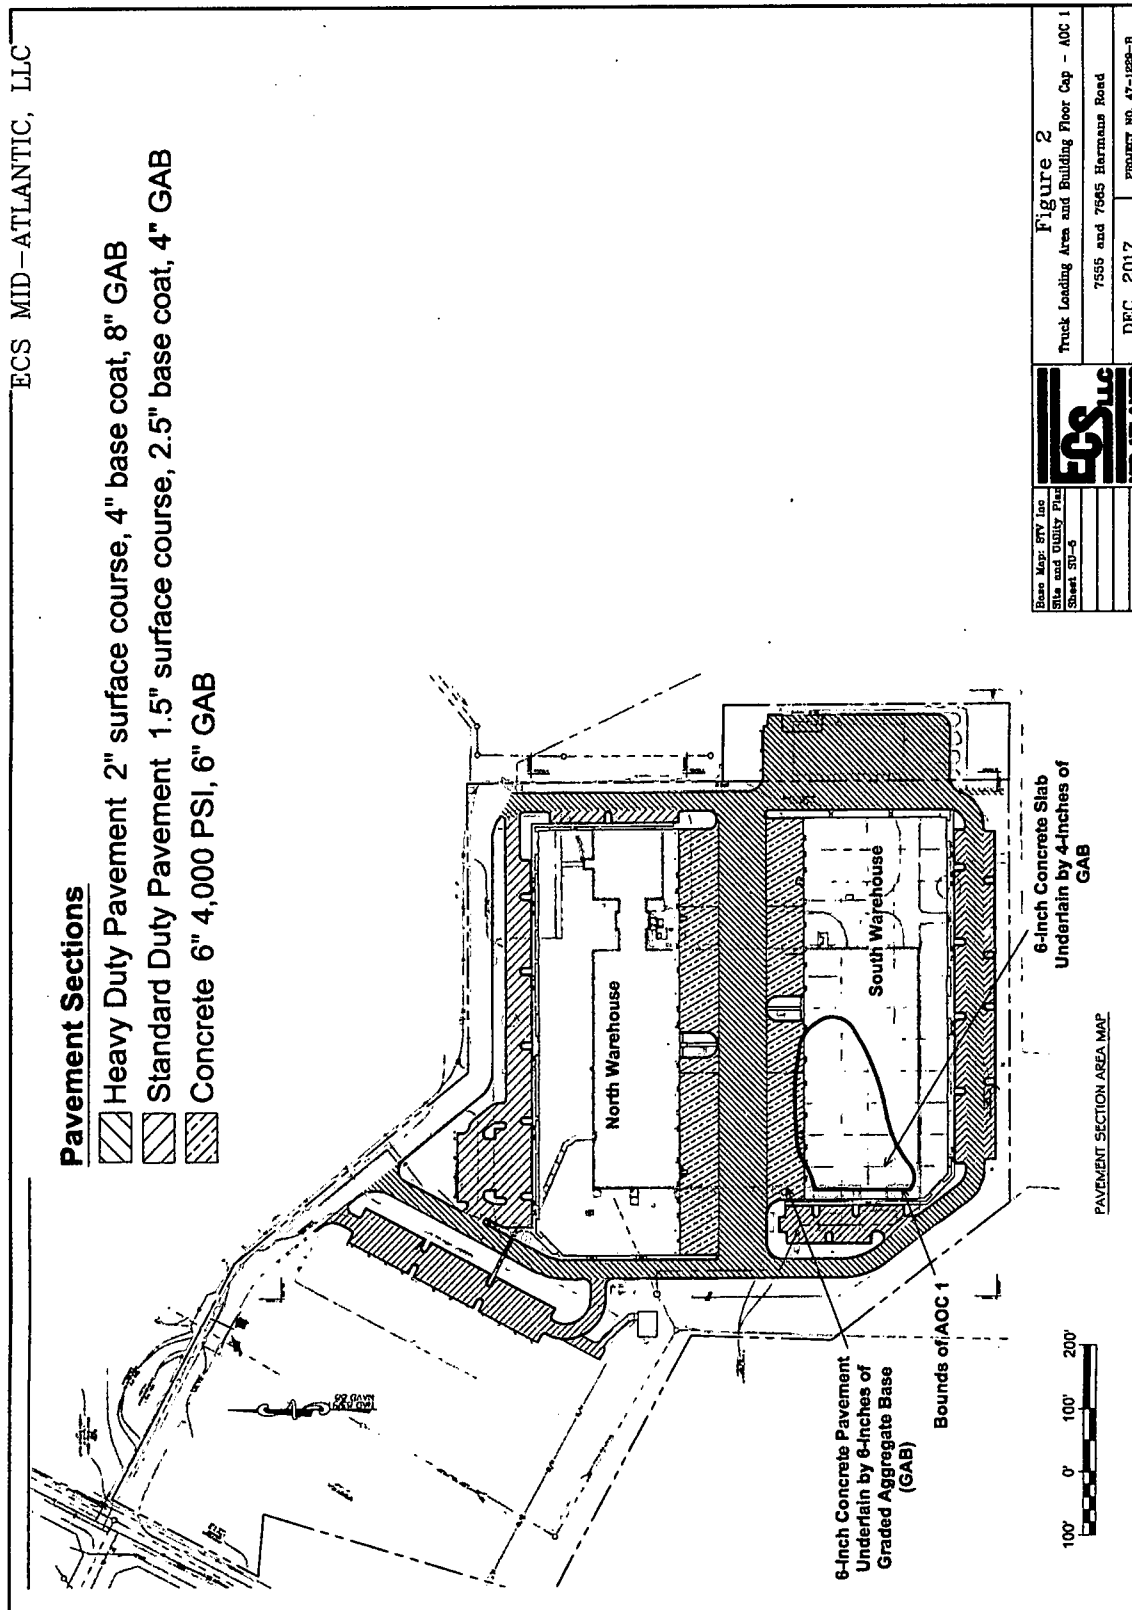 ECS MID-ATLANTIC, LLC
Pavement Sections
Heavy Duty Pavement 2" surface course, 4" base coat, 8" GAB
Standard Duty Pavement 1.5" surface course, 2.5" base coat, 4" GAB
Concrete 6" 4,000 PSI, 6" GAB
North Warehouse
South Warehouse
6-Inch Concrete Pavement
Underlain by 6-Inches of
Graded Aggregate Base
(GAB)
Bounds of AOC 1
6-Inch Concrete Slab
Underlain by 4-Inches of
GAB
100' 0' 100' 200'
PAVEMENT SECTION AREA MAP
Base Map: STV Inc
Site and Utility Plan
Sheet SU-5
ECS LLC
Figure 2
Truck Loading Area and Building Floor Cap - AOC 1
7555 and 7565 Harmans Road
DEC. 2017
PROJECT NO. 47-1229-B